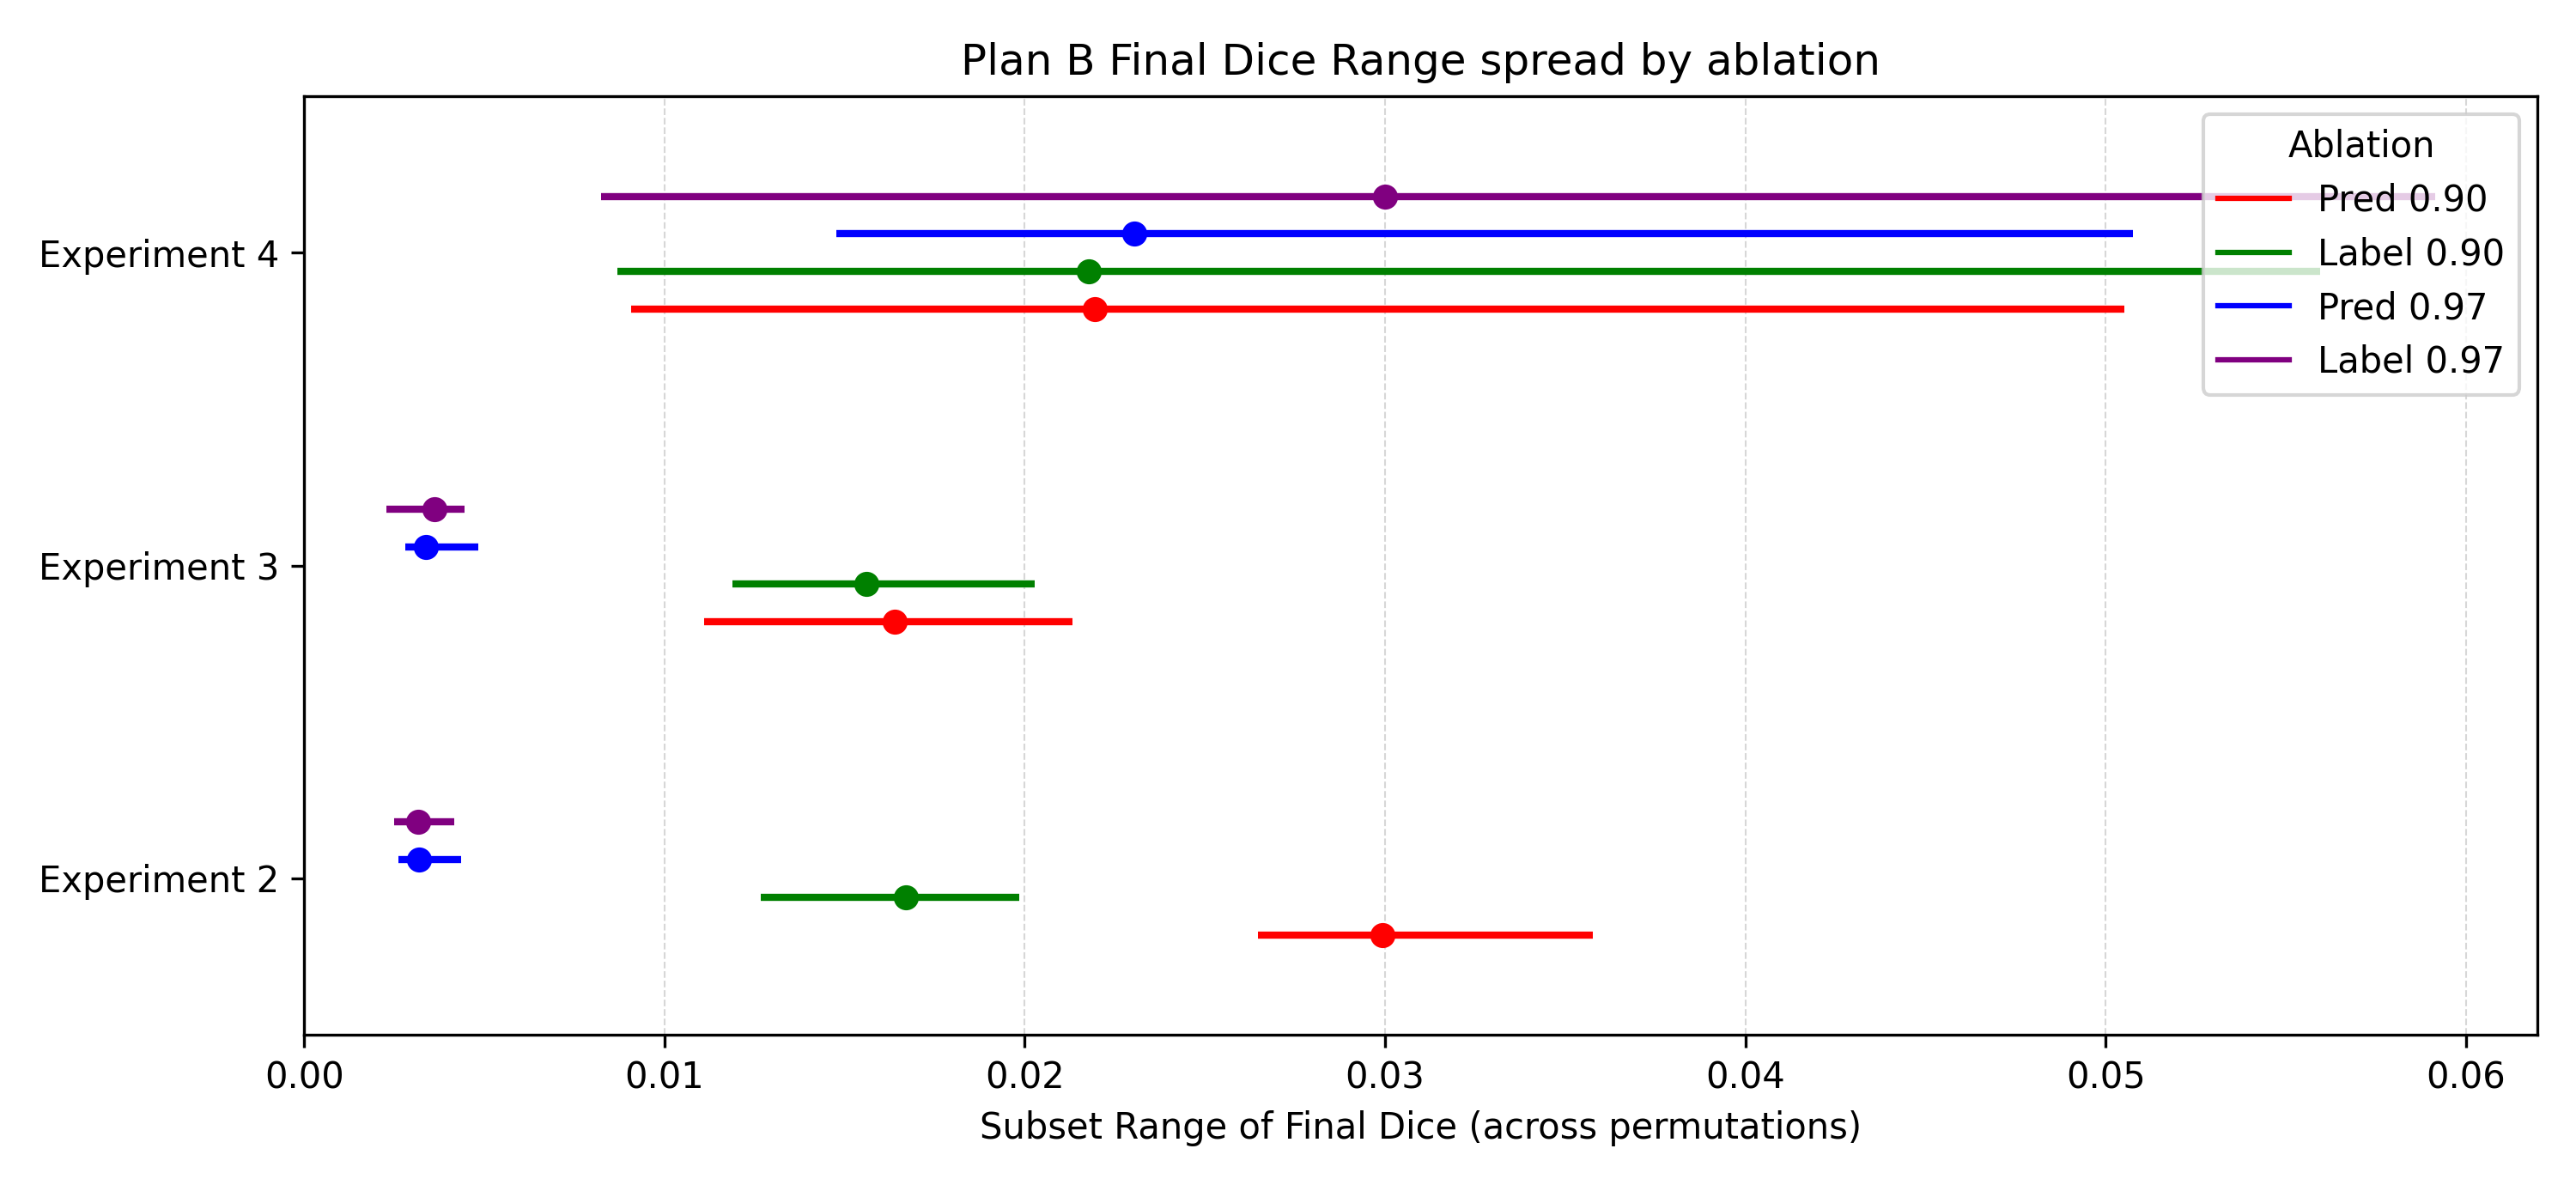 Plan B Final Dice Range spread by ablation
Ablation
Pred 0.90
Label 0.90
Pred 0.97
Label 0.97
Experiment 4
Experiment 3
Experiment 2
0.00 0.01 0.02 0.03 0.04 0.05 0.06
Subset Range of Final Dice (across permutations)